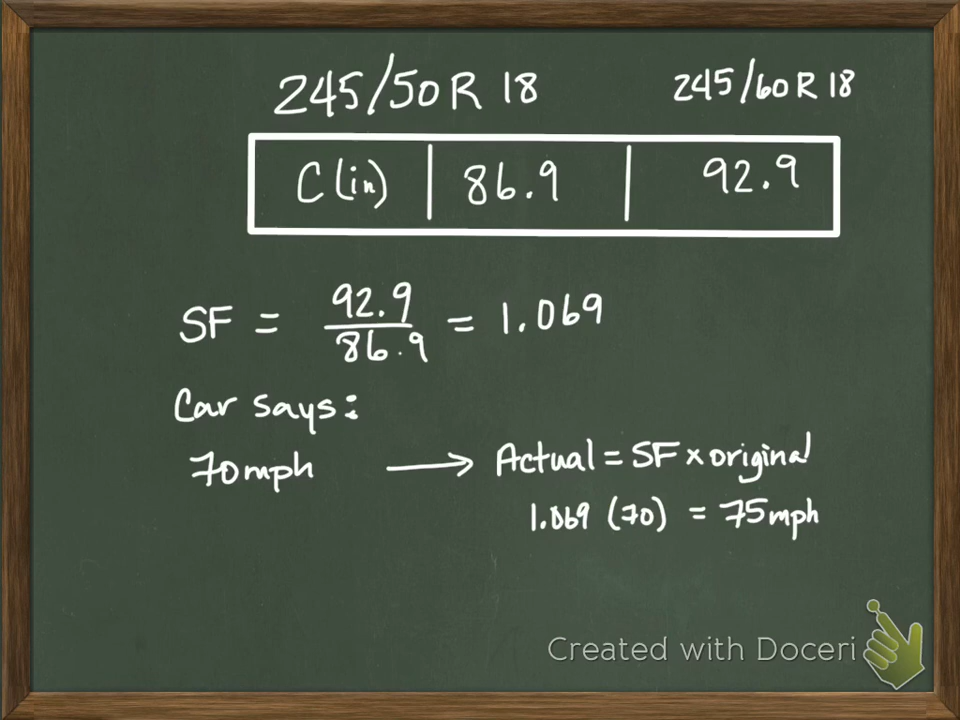 245/50R 18 245/60R 18
C (in) | 86.9 | 92.9
SF = 92.9/86.9 = 1.069
Car says:
70mph → Actual = SF x original
1.069 (70) = 75mph
Created with Doceri